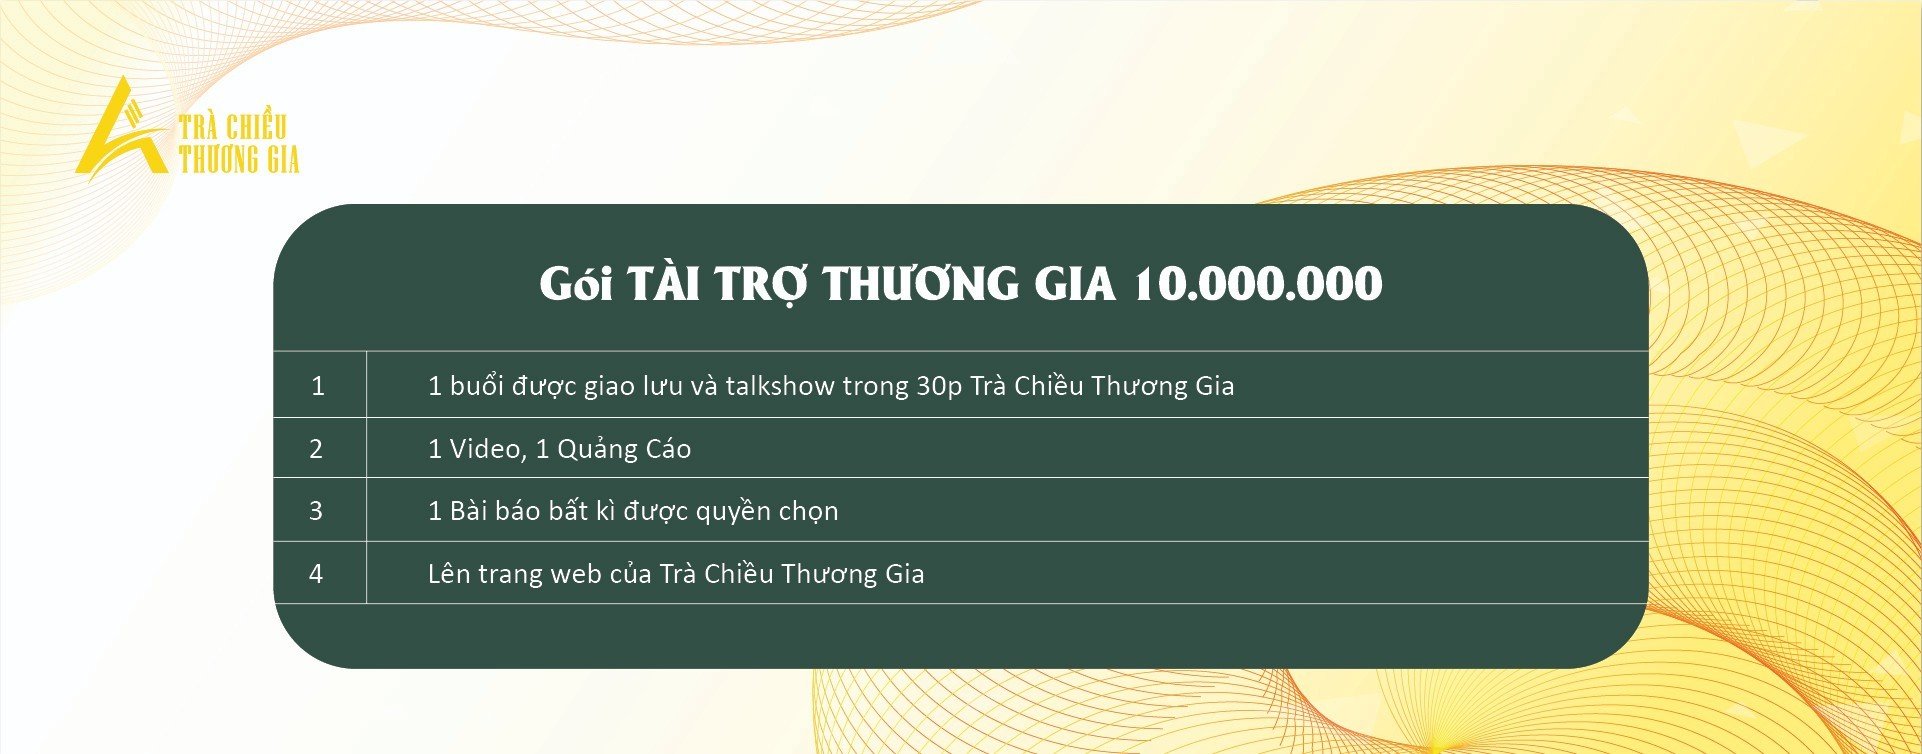 TRÀ CHIỀU
THƯƠNG GIA
Gói TÀI TRỢ THƯƠNG GIA 10.000.000
1 1 buổi được giao lưu và talkshow trong 30p Trà Chiều Thương Gia
2 1 Video, 1 Quảng Cáo
3 1 Bài báo bất kì được quyền chọn
4 Lên trang web của Trà Chiều Thương Gia